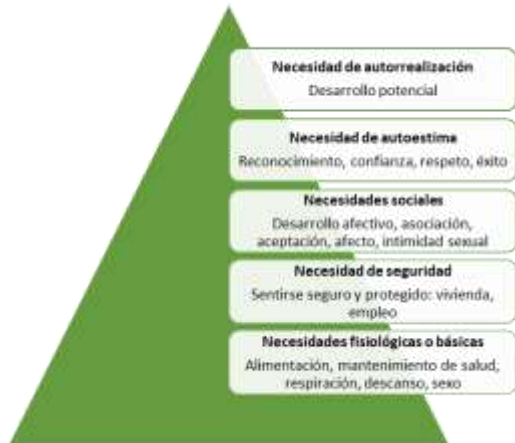 Necesidad de autorrealización
Desarrollo potencial
Necesidad de autoestima
Reconocimiento, confianza, respeto, éxito
Necesidades sociales
Desarrollo afectivo, asociación,
aceptación, afecto, intimidad sexual
Necesidad de seguridad
Sentirse seguro y protegido: vivienda,
empleo
Necesidades fisiológicas o básicas
Alimentación, mantenimiento de salud,
respiración, descanso, sexo